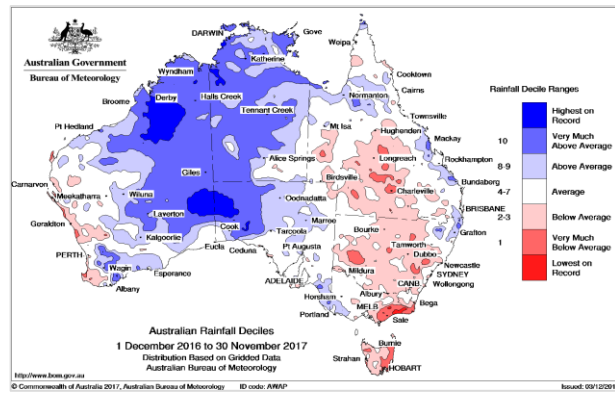 Australian Government
Bureau of Meteorology
DARWIN
Gove
Weipa
Katherine
Wyndham
Cooktown
Cairns
Derby
Halls Creek
Normanton
Broome
Tennant Creek
Townsville
Pt Hedland
Mt Isa
Hughenden
Mackay
Longreach
Rockhampton
Alice Springs
Giles
Birdsville
Bundaberg
Carnarvon
Charleville
Meekatharra
Wiluna
Oodnadatta
BRISBANE
Laverton
Marree
Geraldton
Cook
Bourke
Grafton
Kalgoorlie
Tarcoola
Tamworth
Eucla
Ceduna
Pt Augusta
Dubbo
PERTH
Newcastle
Wagin
Esperance
Mildura
SYDNEY
ADELAIDE
CANB.
Wollongong
Albany
Horsham
Albury
Bega
Portland
MELB
Sale
Burnie
Strahan
HOBART
Rainfall Decile Ranges
Highest on
Record
10
Very Much
Above Average
8-9
Above Average
4-7
Average
2-3
Below Average
1
Very Much
Below Average
Lowest on
Record
Australian Rainfall Deciles
1 December 2016 to 30 November 2017
Distribution Based on Gridded Data
Australian Bureau of Meteorology
http://www.bom.gov.au
© Commonwealth of Australia 2017, Australian Bureau of Meteorology
ID code: AWAP
Issued: 03/12/201